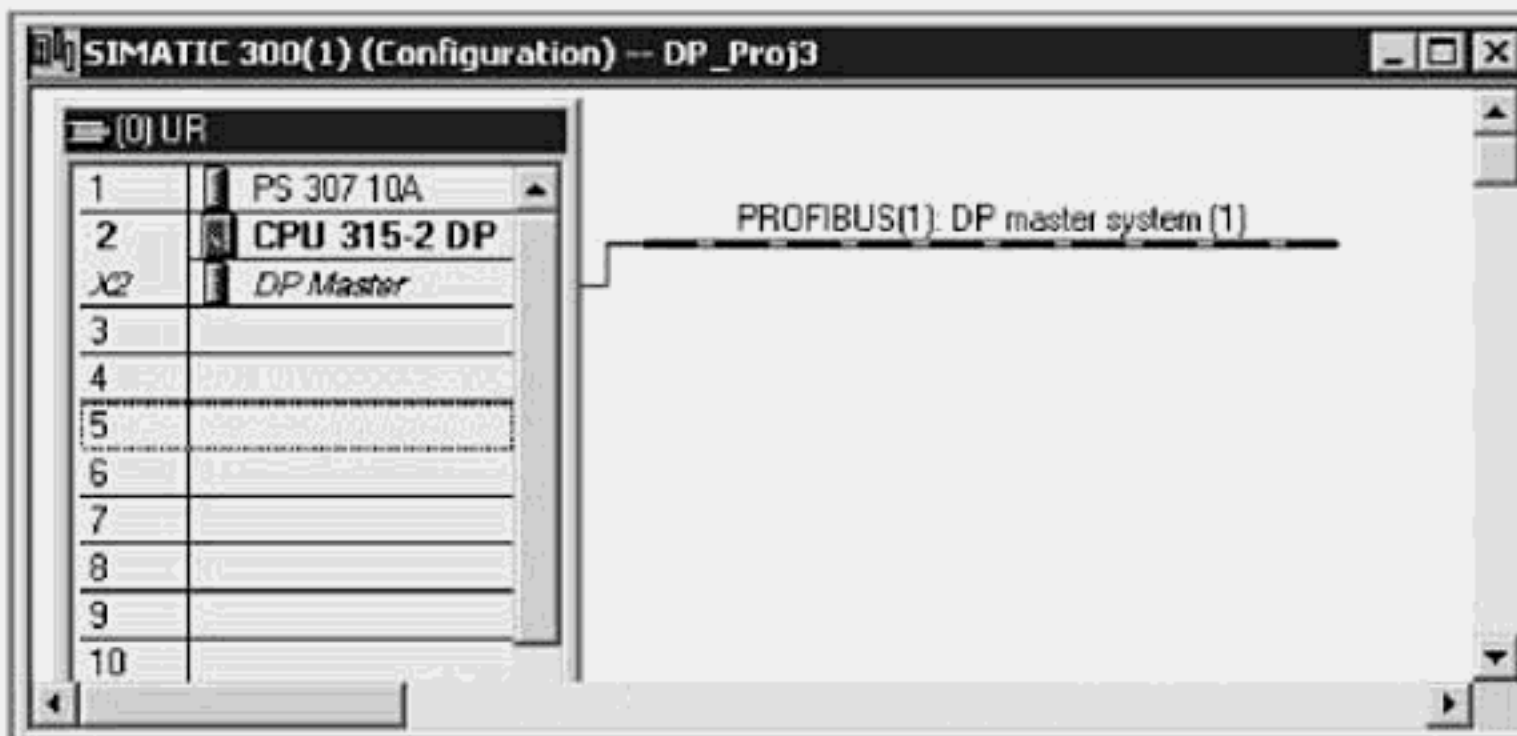 SIMATIC 300(1) (Configuration) -- DP_Proj3
(0) UR
1 PS 307 10A
2 CPU 315-2 DP
X2 DP Master
3
4
5
6
7
8
9
10
PROFIBUS(1): DP master system (1)